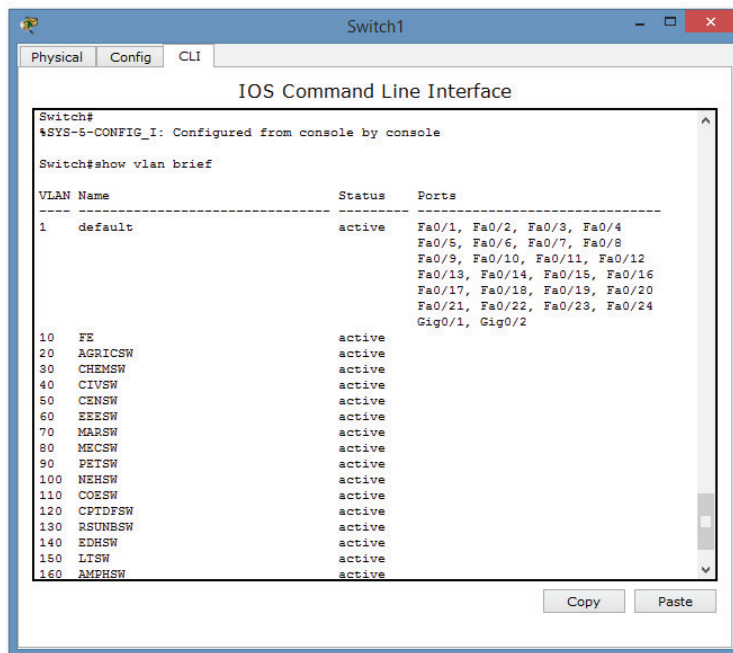 Switch1
Physical Config CLI
IOS Command Line Interface
Switch#
%SYS-5-CONFIG_I: Configured from console by console
Switch#show vlan brief
VLAN Name Status Ports
---- -------------------------------- --------- -------------------------------
1 default active Fa0/1, Fa0/2, Fa0/3, Fa0/4
Fa0/5, Fa0/6, Fa0/7, Fa0/8
Fa0/9, Fa0/10, Fa0/11, Fa0/12
Fa0/13, Fa0/14, Fa0/15, Fa0/16
Fa0/17, Fa0/18, Fa0/19, Fa0/20
Fa0/21, Fa0/22, Fa0/23, Fa0/24
Gig0/1, Gig0/2
10 FE active
20 AGRICSW active
30 CHEMSW active
40 CIVSW active
50 CENSW active
60 EEESW active
70 MARSW active
80 MECSW active
90 PETSW active
100 NEHSW active
110 COESW active
120 CPTDFSW active
130 RSUNBSW active
140 EDHSW active
150 LTSW active
160 AMPHSW active
Copy Paste